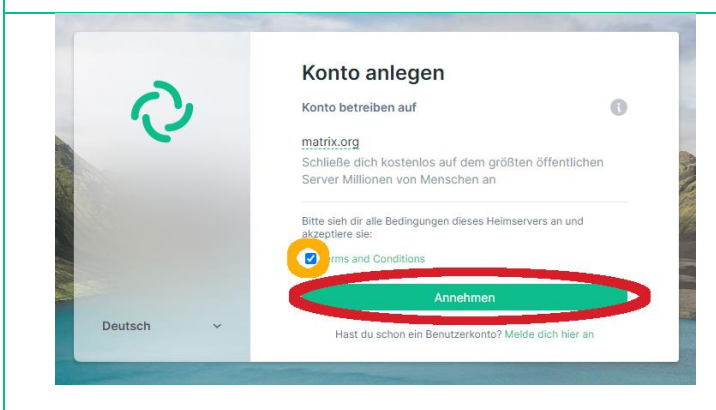 Konto anlegen
Konto betreiben auf
matrix.org
Schließe dich kostenlos auf dem größten öffentlichen
Server Millionen von Menschen an
Bitte sieh dir alle Bedingungen dieses Heimservers an und
akzeptiere sie:
and Conditions
Annehmen
Deutsch
Hast du schon ein Benutzerkonto? Melde dich hier an